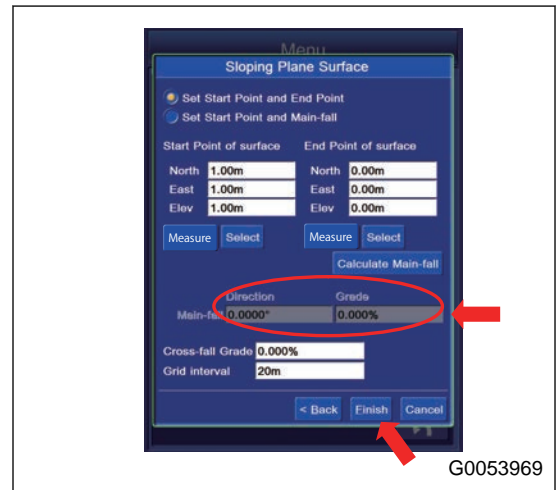 Menu
Sloping Plane Surface
Set Start Point and End Point
Set Start Point and Main-fall
Start Point of surface End Point of surface
North 1.00m North 0.00m
East 1.00m East 0.00m
Elev 1.00m Elev 0.00m
Measure Select Measure Select
Calculate Main-fall
Direction Grade
Main-fall 0.0000° 0.000%
Cross-fall Grade 0.000%
Grid interval 20m
< Back Finish Cancel
G0053969